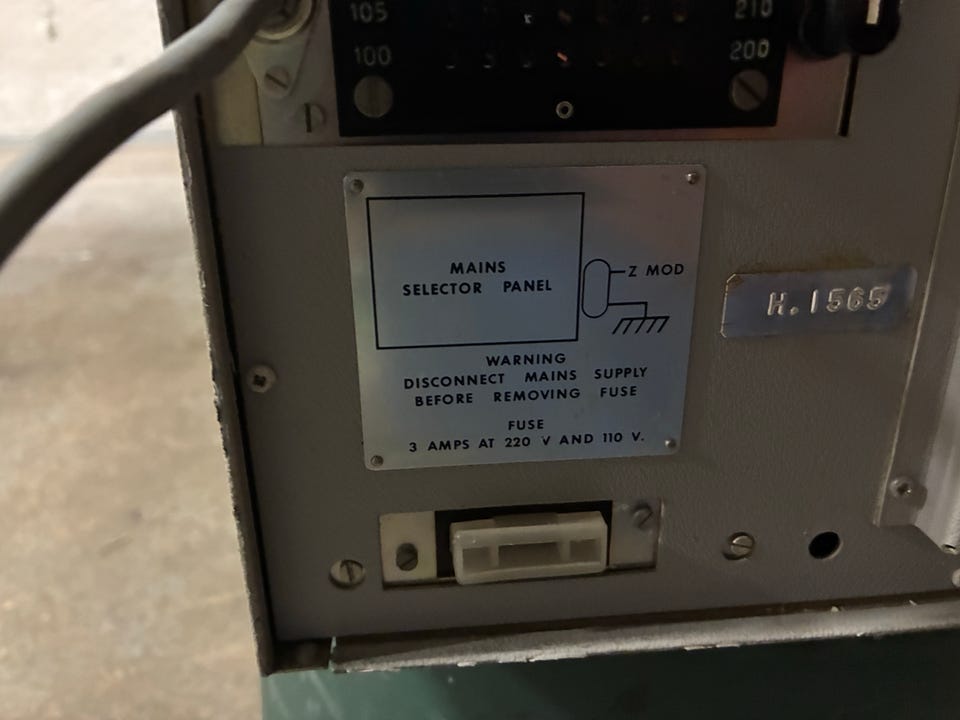 105 210
100 200
MAINS
SELECTOR PANEL
Z MOD
WARNING
DISCONNECT MAINS SUPPLY
BEFORE REMOVING FUSE
FUSE
3 AMPS AT 220 V AND 110 V.
H.1565